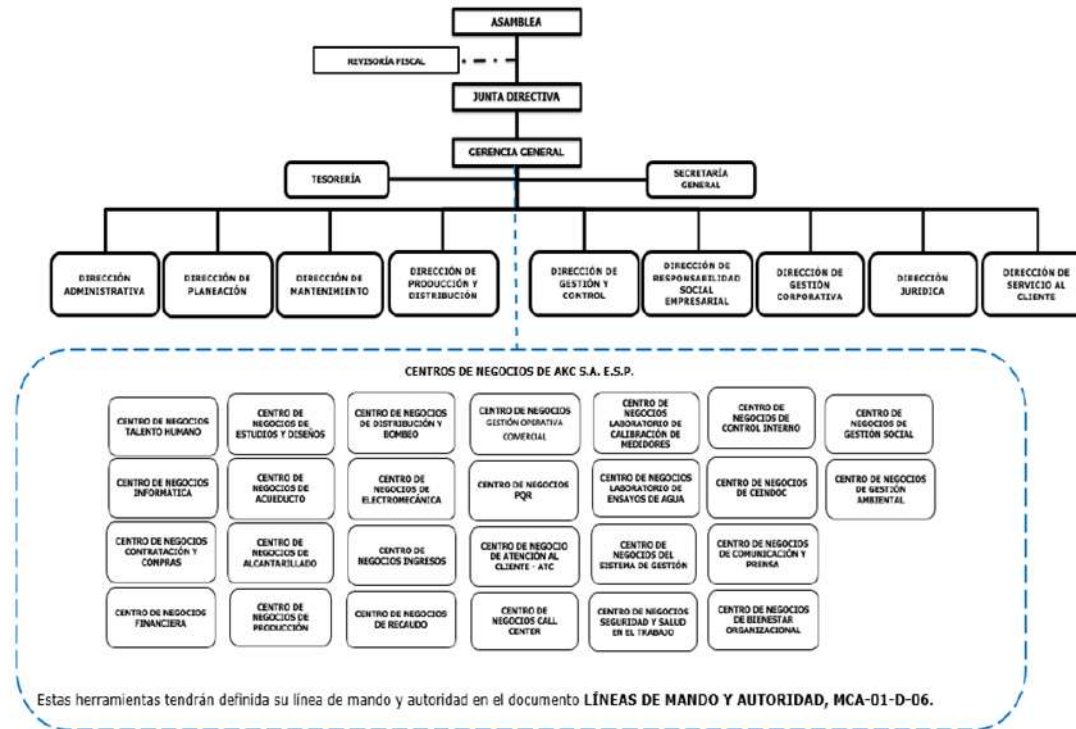 ASAMBLEA
REVISORÍA FISCAL
JUNTA DIRECTIVA
GERENCIA GENERAL
TESORERÍA
SECRETARÍA
GENERAL
DIRECCIÓN
ADMINISTRATIVA
DIRECCIÓN DE
PLANEACIÓN
DIRECCIÓN DE
MANTENIMIENTO
DIRECCIÓN DE
PRODUCCIÓN Y
DISTRIBUCIÓN
DIRECCIÓN DE
GESTIÓN Y
CONTROL
DIRECCIÓN DE
RESPONSABILIDAD
SOCIAL
EMPRESARIAL
DIRECCIÓN DE
GESTIÓN
CORPORATIVA
DIRECCIÓN
JURIDICA
DIRECCIÓN DE
SERVICIO AL
CLIENTE
CENTROS DE NEGOCIOS DE AKC S.A. E.S.P.
CENTRO DE NEGOCIOS
TALENTO HUMANO
CENTRO DE
NEGOCIOS DE
ESTUDIOS Y DISEÑOS
CENTRO DE NEGOCIOS
DE DISTRIBUCIÓN Y
BOMBEO
CENTRO DE NEGOCIOS
GESTIÓN OPERATIVA
COMERCIAL
CENTRO DE
NEGOCIOS
LABORATORIO DE
CALIBRACIÓN DE
MEDIDORES
CENTRO DE
NEGOCIOS DE
CONTROL INTERNO
CENTRO DE
NEGOCIOS DE
GESTIÓN SOCIAL
CENTRO DE NEGOCIOS
INFORMÁTICA
CENTRO DE
NEGOCIOS DE
ACUEDUCTO
CENTRO DE
NEGOCIOS DE
ELECTROMECÁNICA
CENTRO DE NEGOCIOS
PQR
CENTRO DE NEGOCIOS
LABORATORIO DE
ENSAYOS DE AGUA
CENTRO DE NEGOCIOS
DE CEINDOC
CENTRO DE NEGOCIOS
DE GESTIÓN
AMBIENTAL
CENTRO DE NEGOCIOS
CONTRATACIÓN Y
COMPRAS
CENTRO DE
NEGOCIOS DE
ALCANTARILLADO
CENTRO DE
NEGOCIOS INGRESOS
CENTRO DE NEGOCIO
DE ATENCIÓN AL
CLIENTE - ATC
CENTRO DE
NEGOCIOS DEL
SISTEMA DE GESTIÓN
CENTRO DE NEGOCIOS
DE COMUNICACIÓN Y
PRENSA
CENTRO DE NEGOCIOS
FINANCIERA
CENTRO DE
NEGOCIOS DE
PRODUCCIÓN
CENTRO DE NEGOCIOS
DE RECAUDO
CENTRO DE
NEGOCIOS CALL
CENTER
CENTRO DE NEGOCIOS
SEGURIDAD Y SALUD
EN EL TRABAJO
CENTRO DE NEGOCIOS
DE BIENESTAR
ORGANIZACIONAL
Estas herramientas tendrán definida su línea de mando y autoridad en el documento LÍNEAS DE MANDO Y AUTORIDAD, MCA-01-D-06.